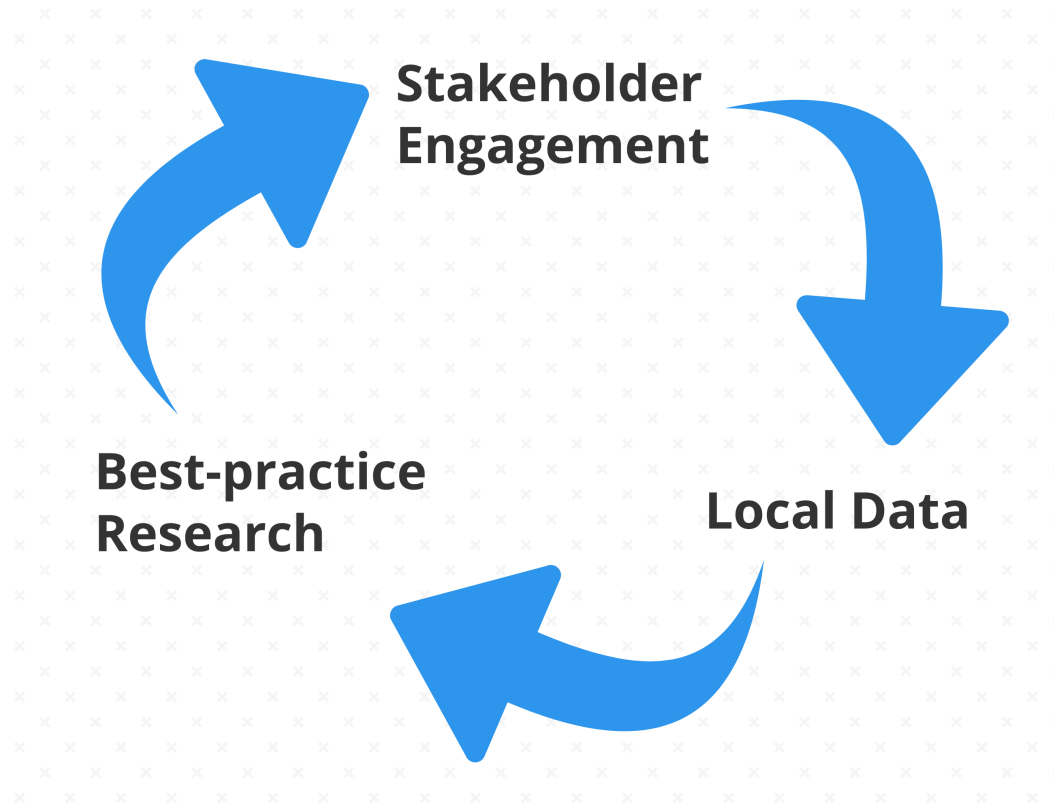 Stakeholder
Engagement
Best-practice
Research
Local Data